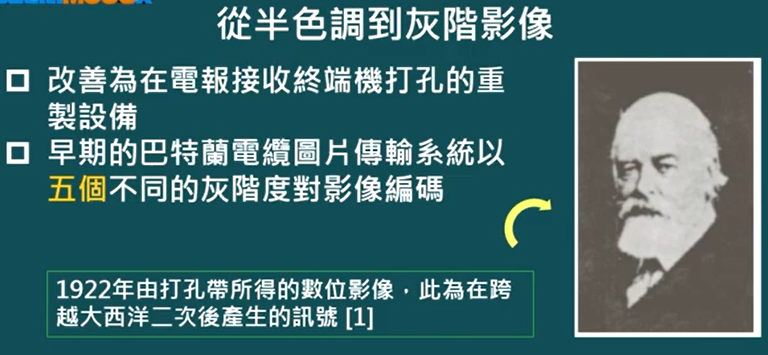 從半色調到灰階影像
改善為在電報接收終端機打孔的重
製設備
早期的巴特蘭電纜圖片傳輸系統以
五個不同的灰階度對影像編碼
1922年由打孔帶所得的數位影像，此為在跨
越大西洋二次後產生的訊號 [1]